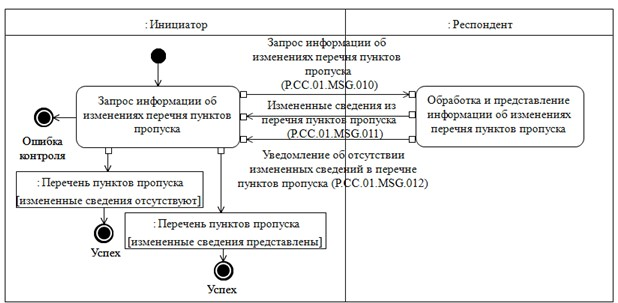 : Инициатор
: Респондент
Запрос информации об
изменениях перечня пунктов
пропуска
(P.CC.01.MSG.010)
Запрос информации об
изменениях перечня пунктов
пропуска
Измененные сведения из
перечня пунктов пропуска
(P.CC.01.MSG.011)
Обработка и представление
информации об изменениях
перечня пунктов пропуска
Ошибка
контроля
Уведомление об отсутствии
измененных сведений в перечне
пунктов пропуска (P.CC.01.MSG.012)
: Перечень пунктов пропуска
[измененные сведения отсутствуют]
Успех
: Перечень пунктов пропуска
[измененные сведения представлены]
Успех